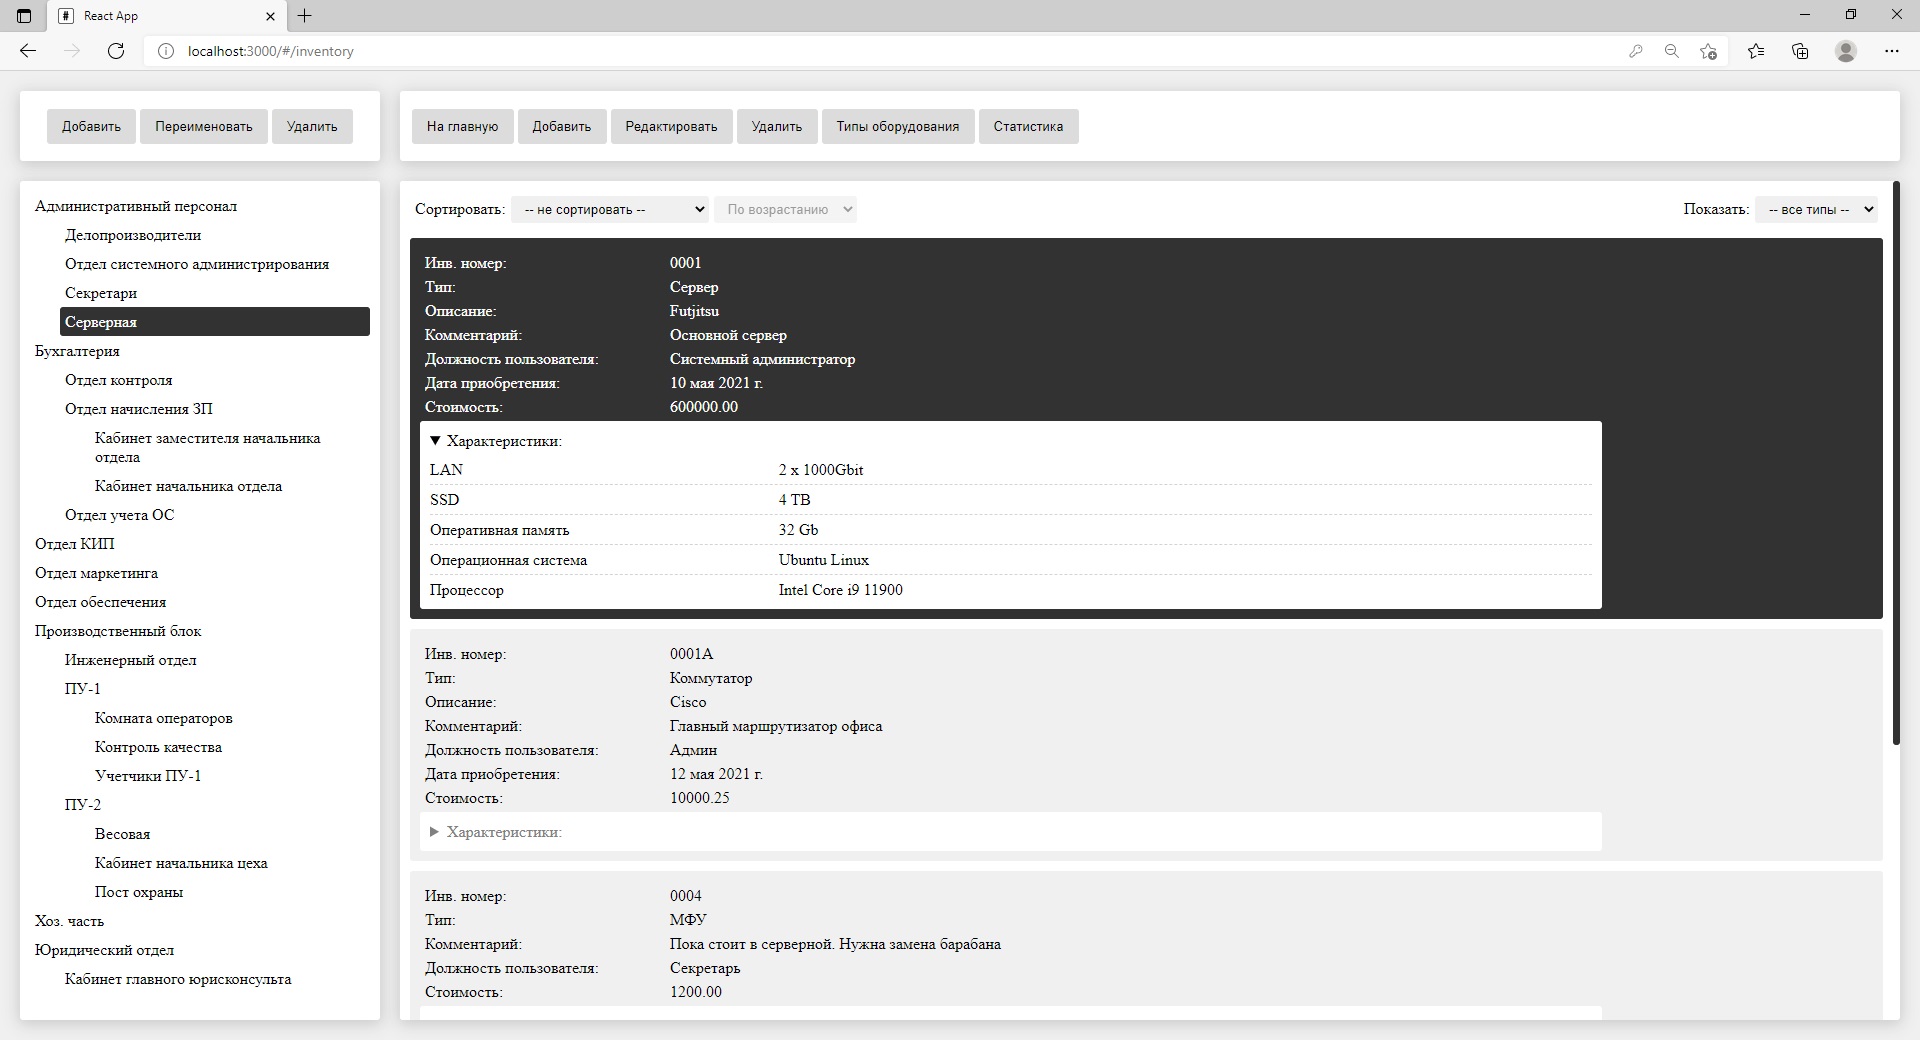 React App
localhost:3000/#/inventory
Добавить Переименовать Удалить
На главную Добавить Редактировать Удалить Типы оборудования Статистика
Административный персонал
Делопроизводители
Отдел системного администрирования
Секретари
Серверная
Бухгалтерия
Отдел контроля
Отдел начисления ЗП
Кабинет заместителя начальника
отдела
Кабинет начальника отдела
Отдел учета ОС
Отдел КИП
Отдел маркетинга
Отдел обеспечения
Производственный блок
Инженерный отдел
ПУ-1
Комната операторов
Контроль качества
Учетчики ПУ-1
ПУ-2
Весовая
Кабинет начальника цеха
Пост охраны
Хоз. часть
Юридический отдел
Кабинет главного юрисконсульта
Сортировать: -- не сортировать -- По возрастанию Показать: -- все типы --
Инв. номер: 0001
Тип: Сервер
Описание: Futjitsu
Комментарий: Основной сервер
Должность пользователя: Системный администратор
Дата приобретения: 10 мая 2021 г.
Стоимость: 600000.00
Характеристики:
LAN 2 x 1000Gbit
SSD 4 TB
Оперативная память 32 Gb
Операционная система Ubuntu Linux
Процессор Intel Core i9 11900
Инв. номер: 0001A
Тип: Коммутатор
Описание: Cisco
Комментарий: Главный маршрутизатор офиса
Должность пользователя: Админ
Дата приобретения: 12 мая 2021 г.
Стоимость: 10000.25
Характеристики:
Инв. номер: 0004
Тип: МФУ
Комментарий: Пока стоит в серверной. Нужна замена барабана
Должность пользователя: Секретарь
Стоимость: 1200.00